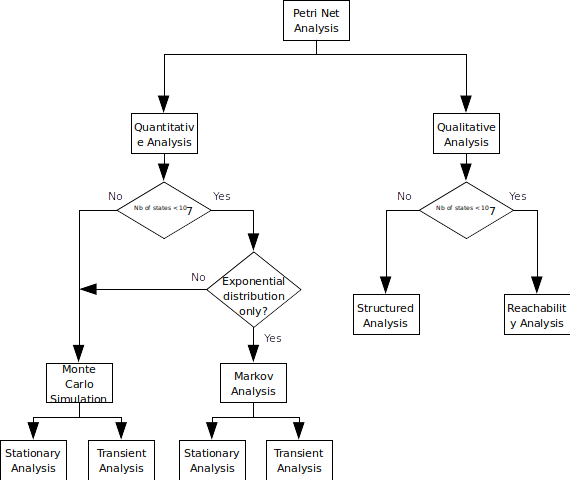 Petri Net
Analysis
Quantitativ
e Analysis
Qualitative
Analysis
No
Nb of states < 10
7
Yes
No
Nb of states < 10
7
Yes
No
Exponential
distribution
only?
Structured
Analysis
Reachabilit
y Analysis
Yes
Monte
Carlo
Simulation
Markov
Analysis
Stationary
Analysis
Transient
Analysis
Stationary
Analysis
Transient
Analysis